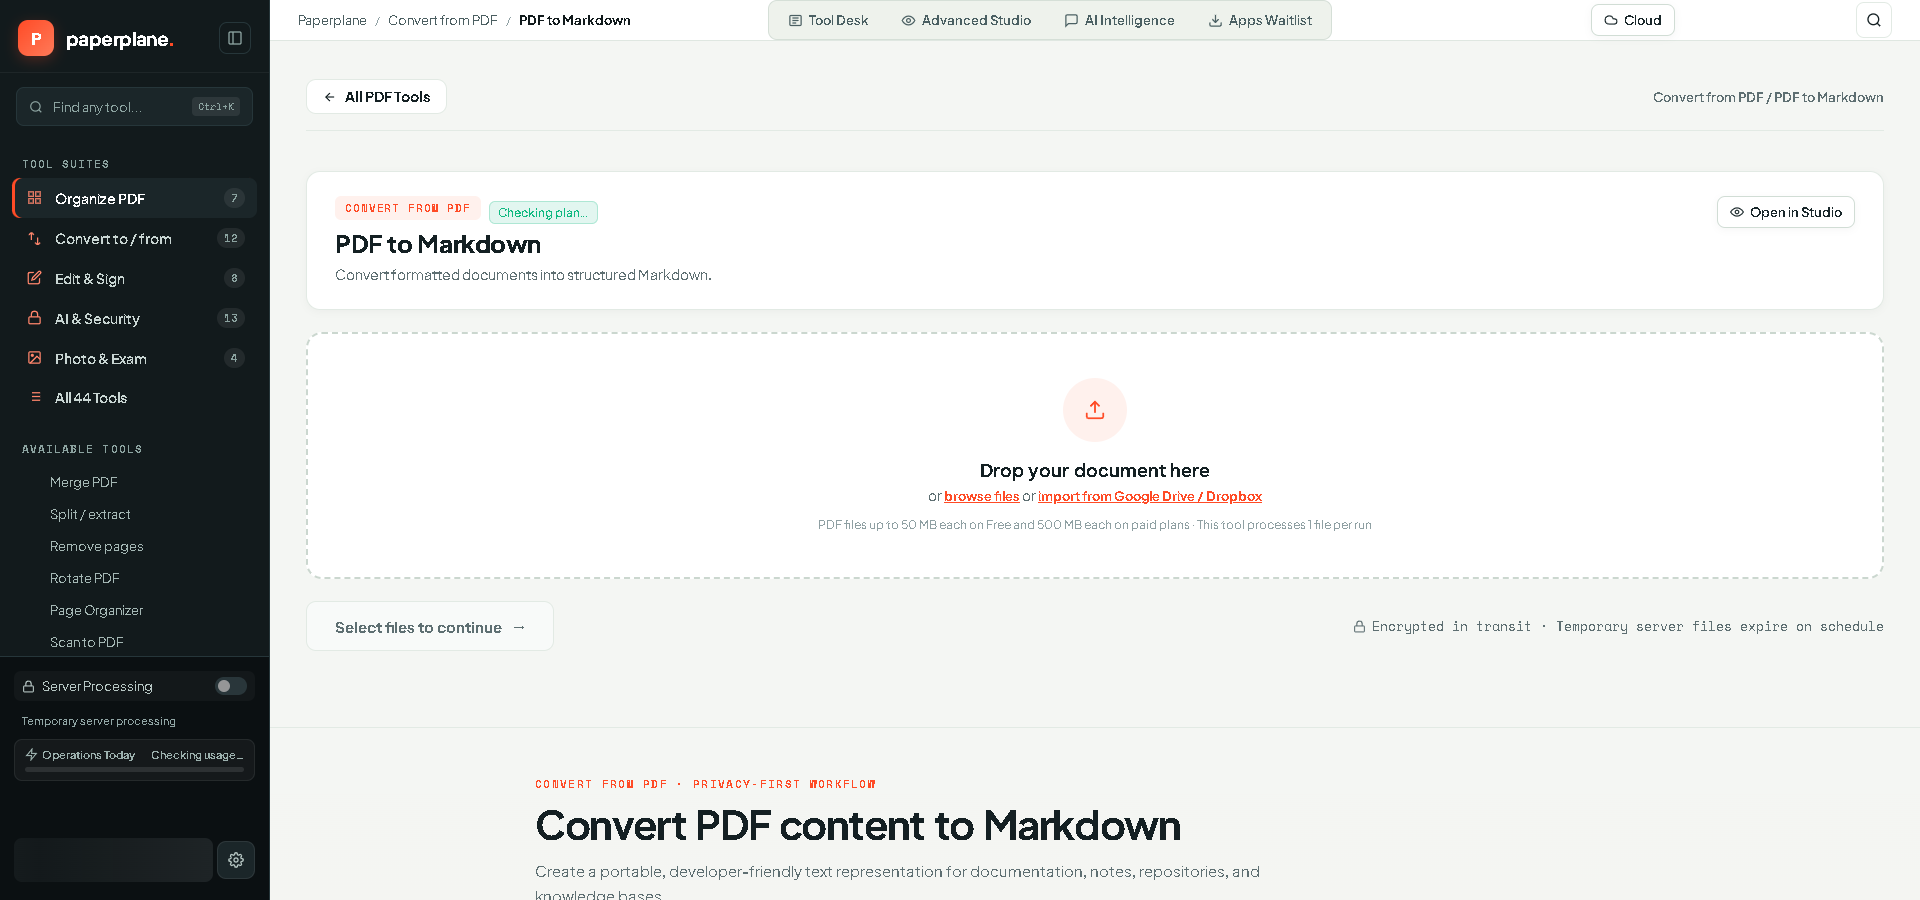 P paperplane.
Find any tool... Ctrl+K
TOOL SUITES
Organize PDF 7
Convert to / from 12
Edit & Sign 8
AI & Security 13
Photo & Exam 4
All 44 Tools
AVAILABLE TOOLS
Merge PDF
Split / extract
Remove pages
Rotate PDF
Page Organizer
Scan to PDF
Server Processing
Temporary server processing
Operations Today Checking usage…
Paperplane / Convert from PDF / PDF to Markdown
Tool Desk Advanced Studio AI Intelligence Apps Waitlist
Cloud
← All PDF Tools
Convert from PDF / PDF to Markdown
CONVERT FROM PDF Checking plan…
Open in Studio
PDF to Markdown
Convert formatted documents into structured Markdown.
Drop your document here
or browse files or import from Google Drive / Dropbox
PDF files up to 50 MB each on Free and 500 MB each on paid plans · This tool processes 1 file per run
Select files to continue →
Encrypted in transit · Temporary server files expire on schedule
CONVERT FROM PDF · PRIVACY-FIRST WORKFLOW
Convert PDF content to Markdown
Create a portable, developer-friendly text representation for documentation, notes, repositories, and
knowledge bases.